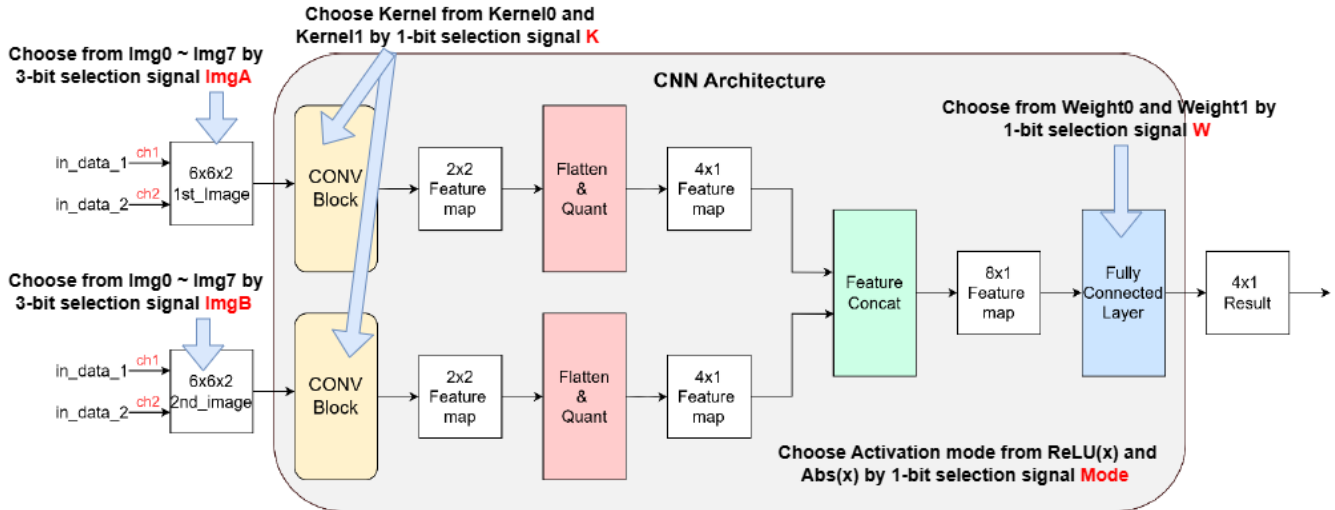 Choose Kernel from Kernel0 and
Kernel1 by 1-bit selection signal K
Choose from Img0 ~ Img7 by
3-bit selection signal ImgA
CNN Architecture
Choose from Weight0 and Weight1 by
1-bit selection signal W
in_data_1
ch1
in_data_2
ch2
6x6x2
1st_Image
CONV
Block
2x2
Feature
map
Flatten
&
Quant
4x1
Feature
map
Choose from Img0 ~ Img7 by
3-bit selection signal ImgB
in_data_1
ch1
in_data_2
ch2
6x6x2
2nd_image
CONV
Block
2x2
Feature
map
Flatten
&
Quant
4x1
Feature
map
Feature
Concat
8x1
Feature
map
Fully
Connected
Layer
4x1
Result
Choose Activation mode from ReLU(x) and
Abs(x) by 1-bit selection signal Mode